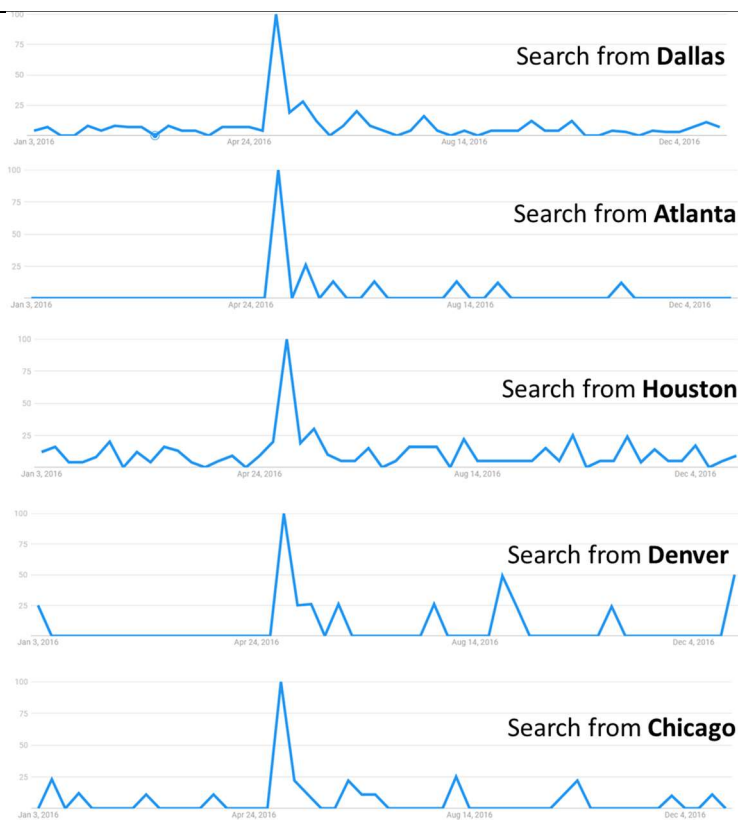 100
Search from Dallas
75
50
25
Jan 3, 2016 Apr 24, 2016 Aug 14, 2016 Dec 4, 2016
100
75
Search from Atlanta
50
25
Jan 3, 2016 Apr 24, 2016 Aug 14, 2016 Dec 4, 2016
100
75
Search from Houston
50
25
Jan 3, 2016 Apr 24, 2016 Aug 14, 2016 Dec 4, 2016
100
75
Search from Denver
50
25
Jan 3, 2016 Apr 24, 2016 Aug 14, 2016 Dec 4, 2016
100
75
Search from Chicago
50
25
Jan 3, 2016 Apr 24, 2016 Aug 14, 2016 Dec 4, 2016